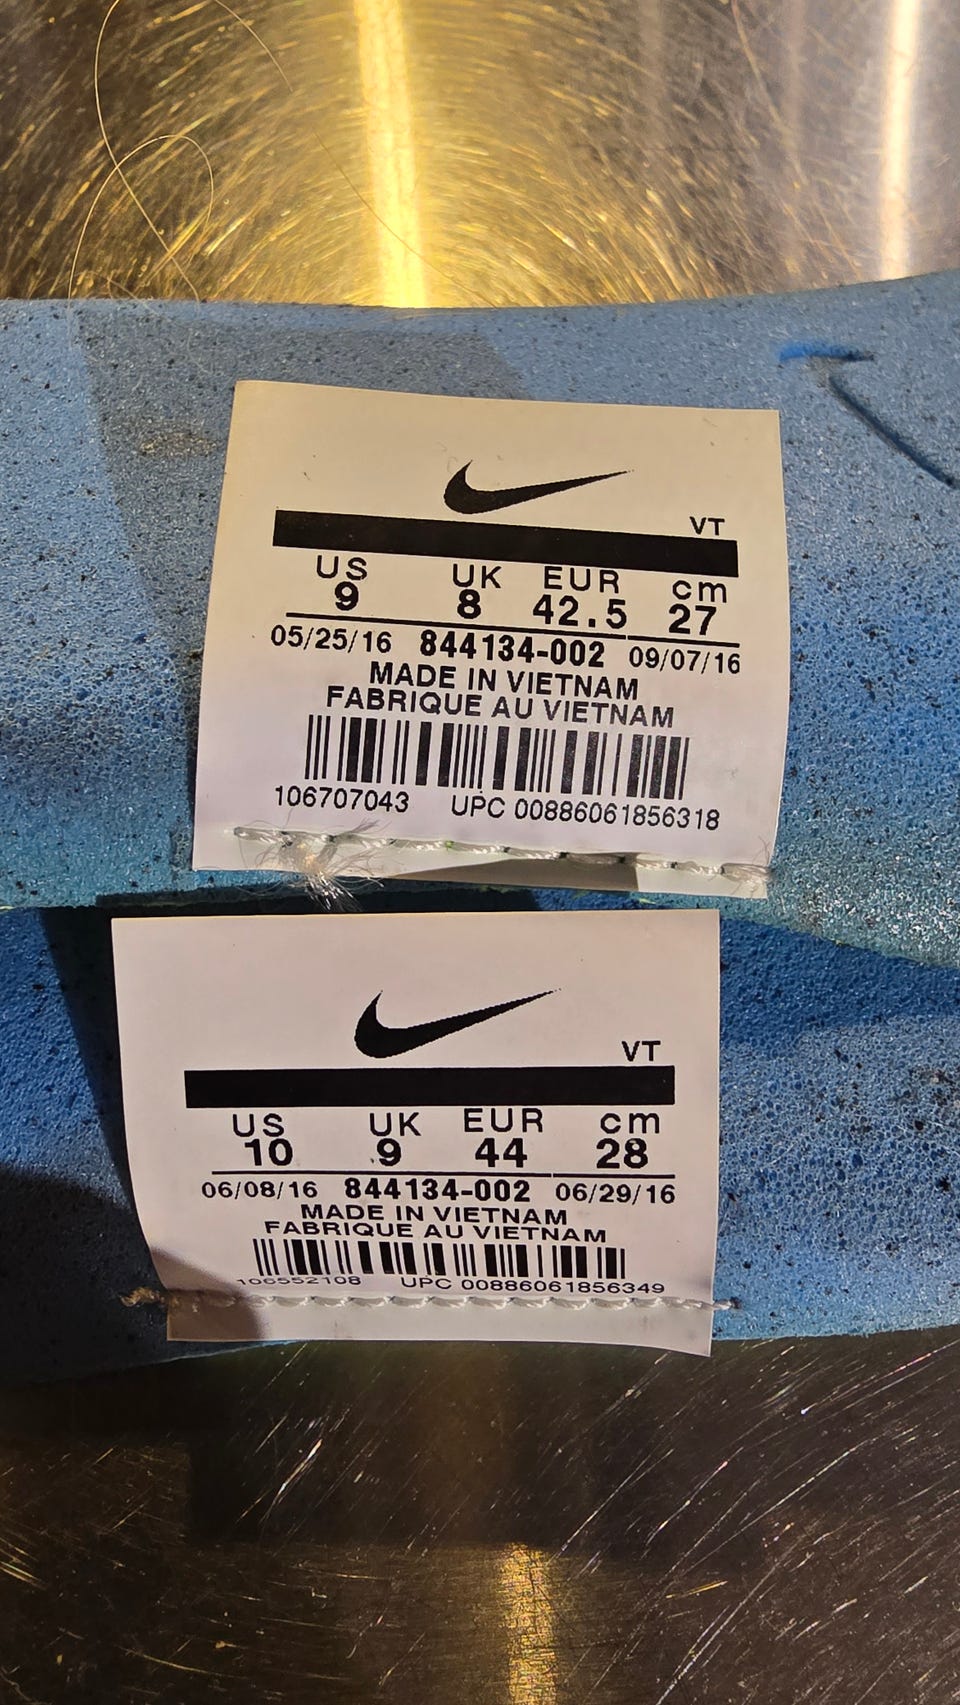 VT
US UK EUR cm
9 8 42.5 27
05/25/16 844134-002 09/07/16
MADE IN VIETNAM
FABRIQUE AU VIETNAM
106707043 UPC 00886061856318
VT
US UK EUR cm
10 9 44 28
06/08/16 844134-002 06/29/16
MADE IN VIETNAM
FABRIQUE AU VIETNAM
106552108 UPC 00886061856349